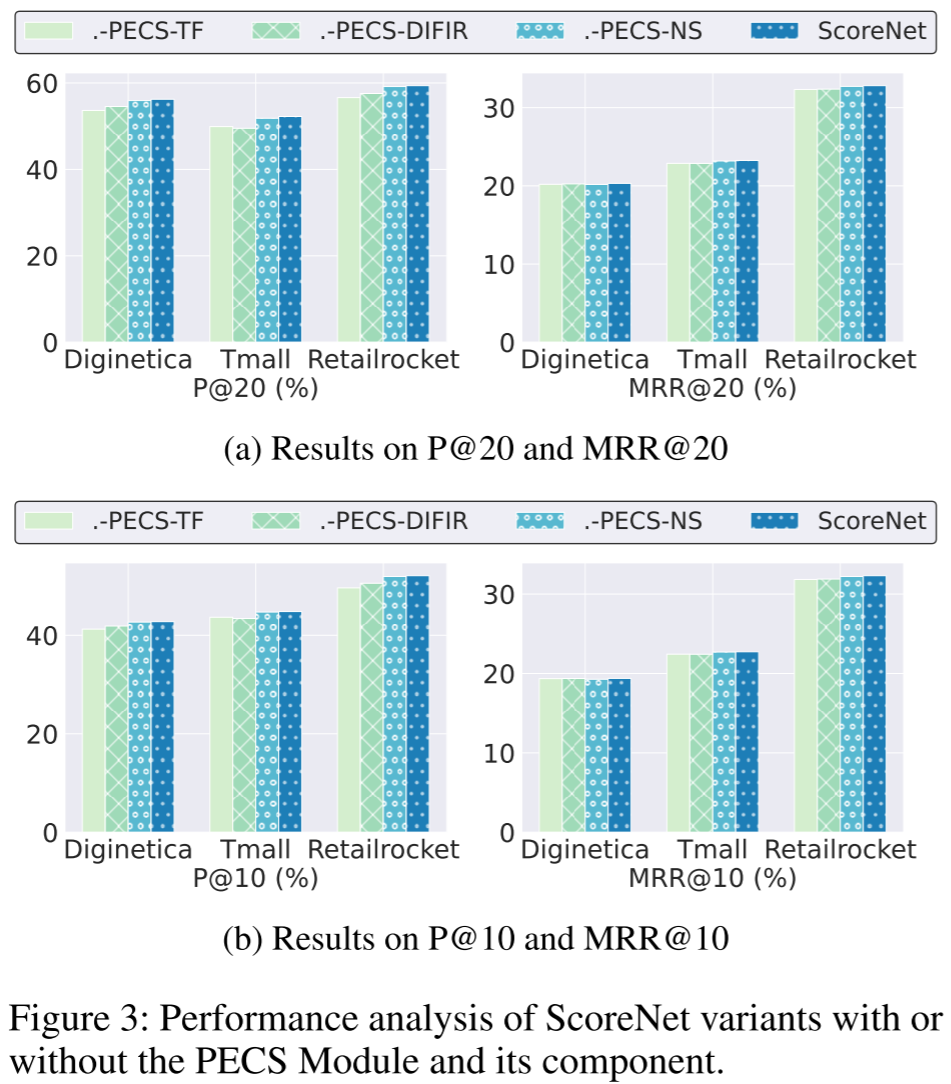 .-PECS-TF .-PECS-DIFIR .-PECS-NS ScoreNet
60
40
20
0
Diginetica Tmall Retailrocket
P@20 (%)
30
20
10
0
Diginetica Tmall Retailrocket
MRR@20 (%)
(a) Results on P@20 and MRR@20
.-PECS-TF .-PECS-DIFIR .-PECS-NS ScoreNet
40
20
0
Diginetica Tmall Retailrocket
P@10 (%)
30
20
10
0
Diginetica Tmall Retailrocket
MRR@10 (%)
(b) Results on P@10 and MRR@10
Figure 3: Performance analysis of ScoreNet variants with or
without the PECS Module and its component.